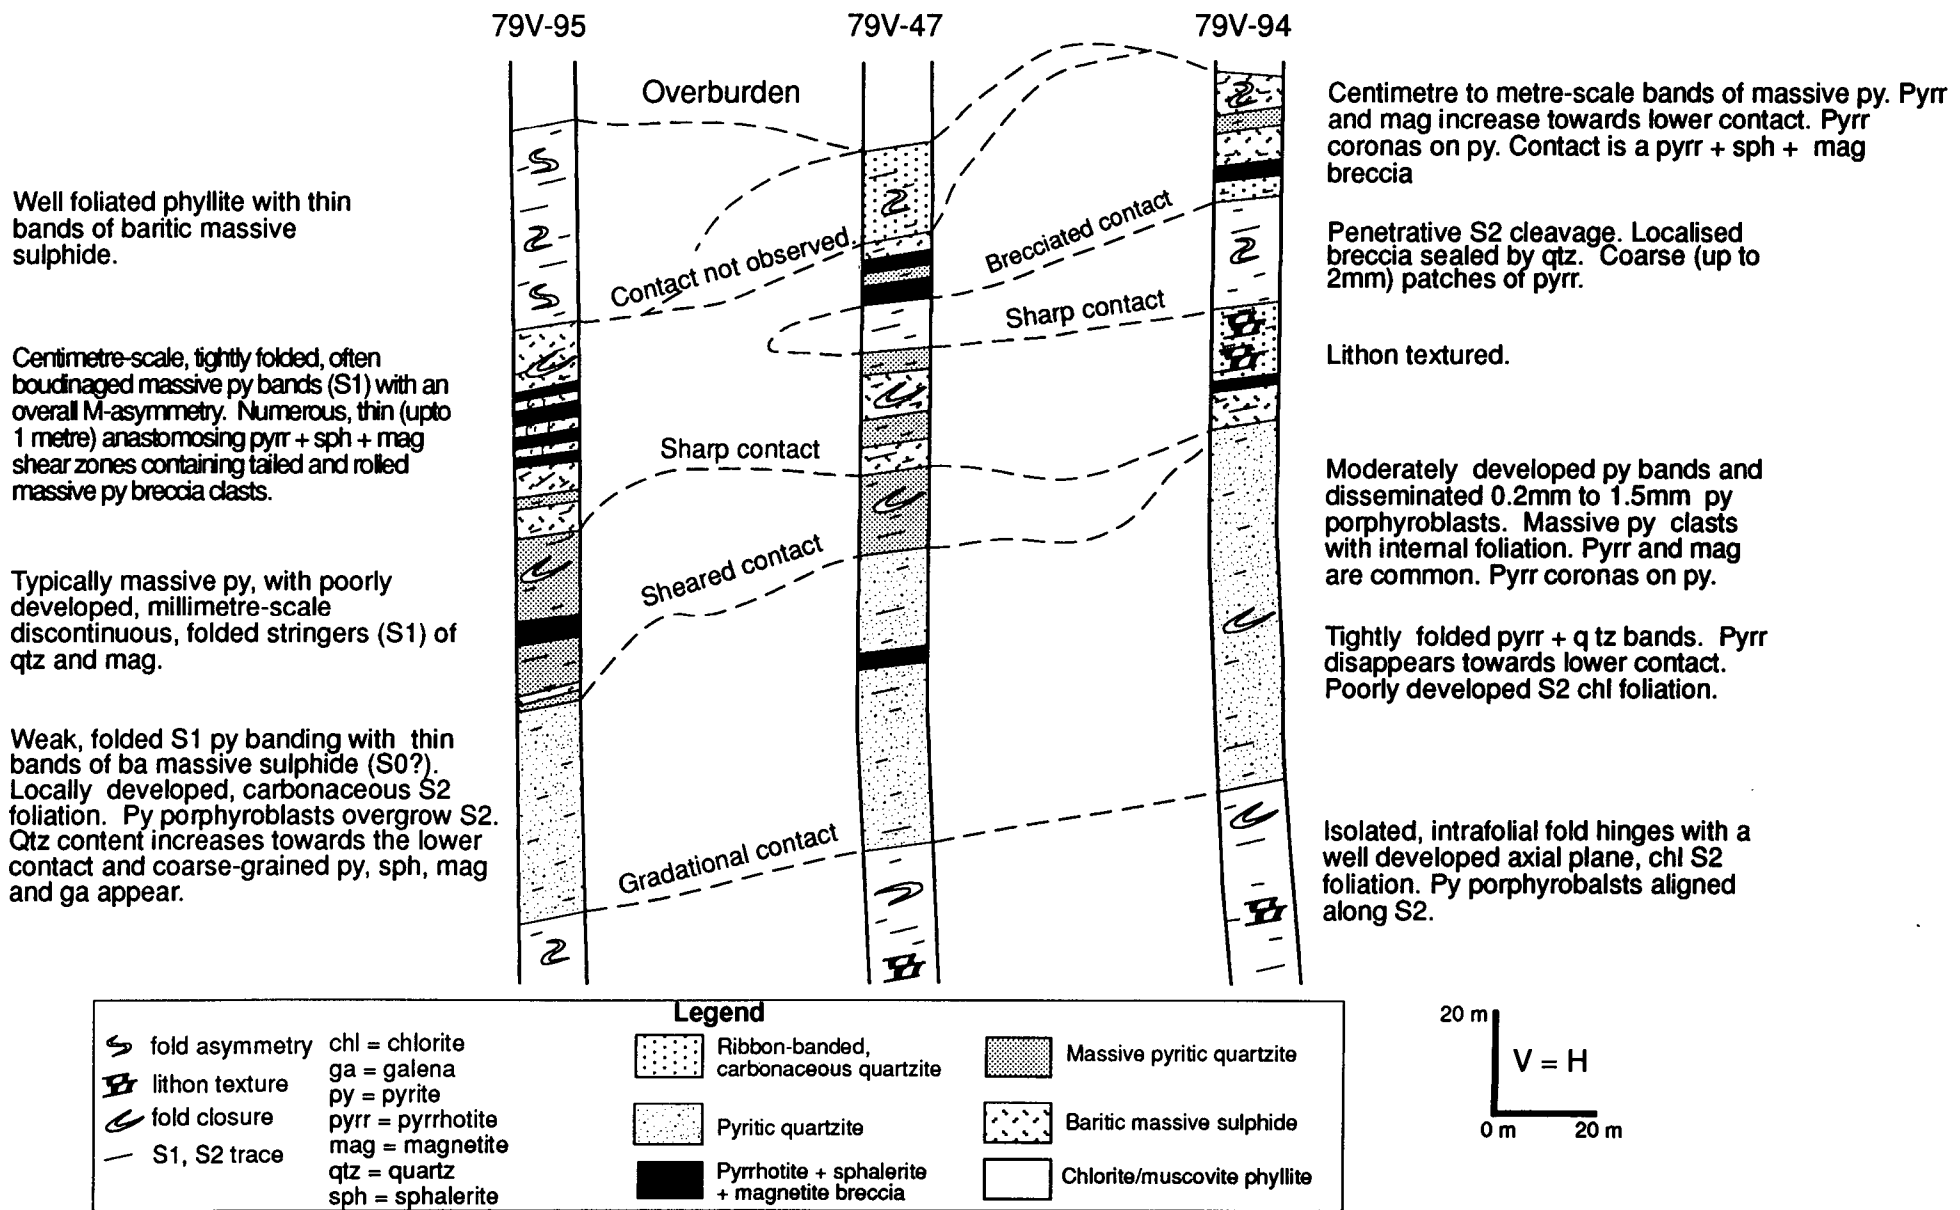 79V-95
79V-47
79V-94
Overburden
Well foliated phyllite with thin
bands of baritic massive
sulphide.
Centimetre-scale, tightly folded, often
boudinaged massive py bands (S1) with an
overall M-asymmetry. Numerous, thin (upto
1 metre) anastomosing pyrr + sph + mag
shear zones containing tailed and rolled
massive py breccia clasts.
Typically massive py, with poorly
developed, millimetre-scale
discontinuous, folded stringers (S1) of
qtz and mag.
Weak, folded S1 py banding with thin
bands of ba massive sulphide (S0?).
Locally developed, carbonaceous S2
foliation. Py porphyroblasts overgrow S2.
Qtz content increases towards the lower
contact and coarse-grained py, sph, mag
and ga appear.
Contact not observed.
Brecciated contact
Sharp contact
Sharp contact
Sheared contact
Gradational contact
Centimetre to metre-scale bands of massive py. Pyrr
and mag increase towards lower contact. Pyrr
coronas on py. Contact is a pyrr + sph + mag
breccia
Penetrative S2 cleavage. Localised
breccia sealed by qtz. Coarse (up to
2mm) patches of pyrr.
Lithon textured.
Moderately developed py bands and
disseminated 0.2mm to 1.5mm py
porphyroblasts. Massive py clasts
with internal foliation. Pyrr and mag
are common. Pyrr coronas on py.
Tightly folded pyrr + q tz bands. Pyrr
disappears towards lower contact.
Poorly developed S2 chl foliation.
Isolated, intrafolial fold hinges with a
well developed axial plane, chl S2
foliation. Py porphyrobalsts aligned
along S2.
Legend
fold asymmetry
lithon texture
fold closure
S1, S2 trace
chl = chlorite
ga = galena
py = pyrite
pyrr = pyrrhotite
mag = magnetite
qtz = quartz
sph = sphalerite
Ribbon-banded,
carbonaceous quartzite
Pyritic quartzite
Pyrrhotite + sphalerite
+ magnetite breccia
Massive pyritic quartzite
Baritic massive sulphide
Chlorite/muscovite phyllite
20 m
V = H
0 m
20 m